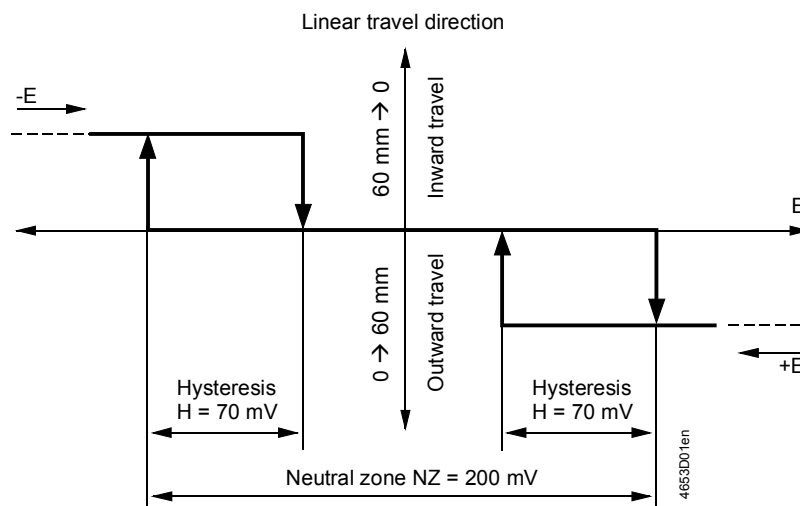 Linear travel direction
-E
60 mm → 0
Inward travel
E
0 → 60 mm
Outward travel
+E
Hysteresis
H = 70 mV
Hysteresis
H = 70 mV
Neutral zone NZ = 200 mV
4653D01en